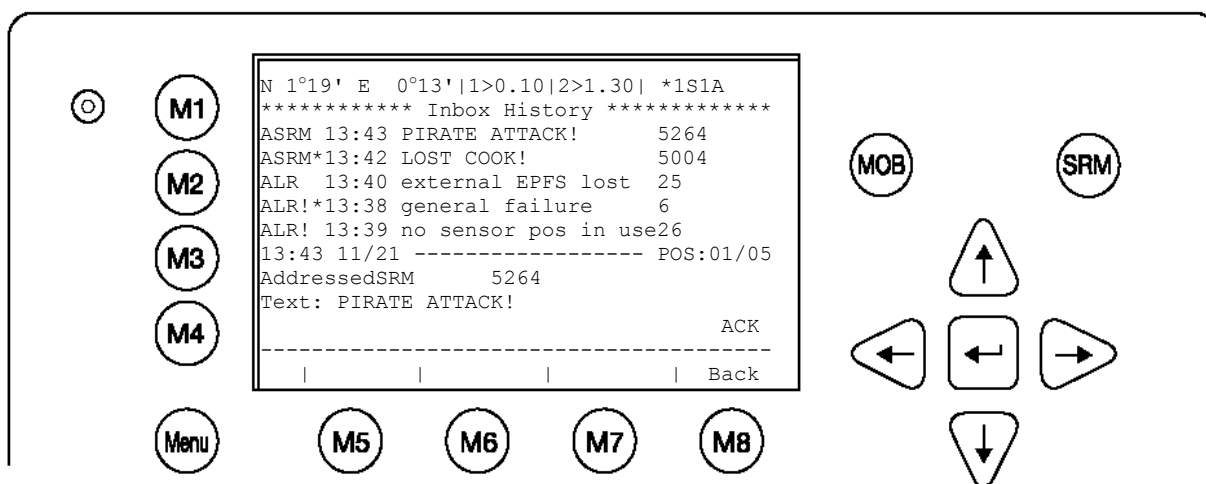 N 1°19' E  0°13'|1>0.10|2>1.30| *1S1A
************ Inbox History *************
ASRM 13:43 PIRATE ATTACK!      5264
ASRM*13:42 LOST COOK!          5004
ALR  13:40 external EPFS lost  25
ALR!*13:38 general failure     6
ALR! 13:39 no sensor pos in use26
13:43 11/21 ------------------ POS:01/05
AddressedSRM      5264
Text: PIRATE ATTACK!
ACK
----------------------------------------
|        |         |         |  Back
M1
M2
M3
M4
Menu
M5
M6
M7
M8
MOB
SRM